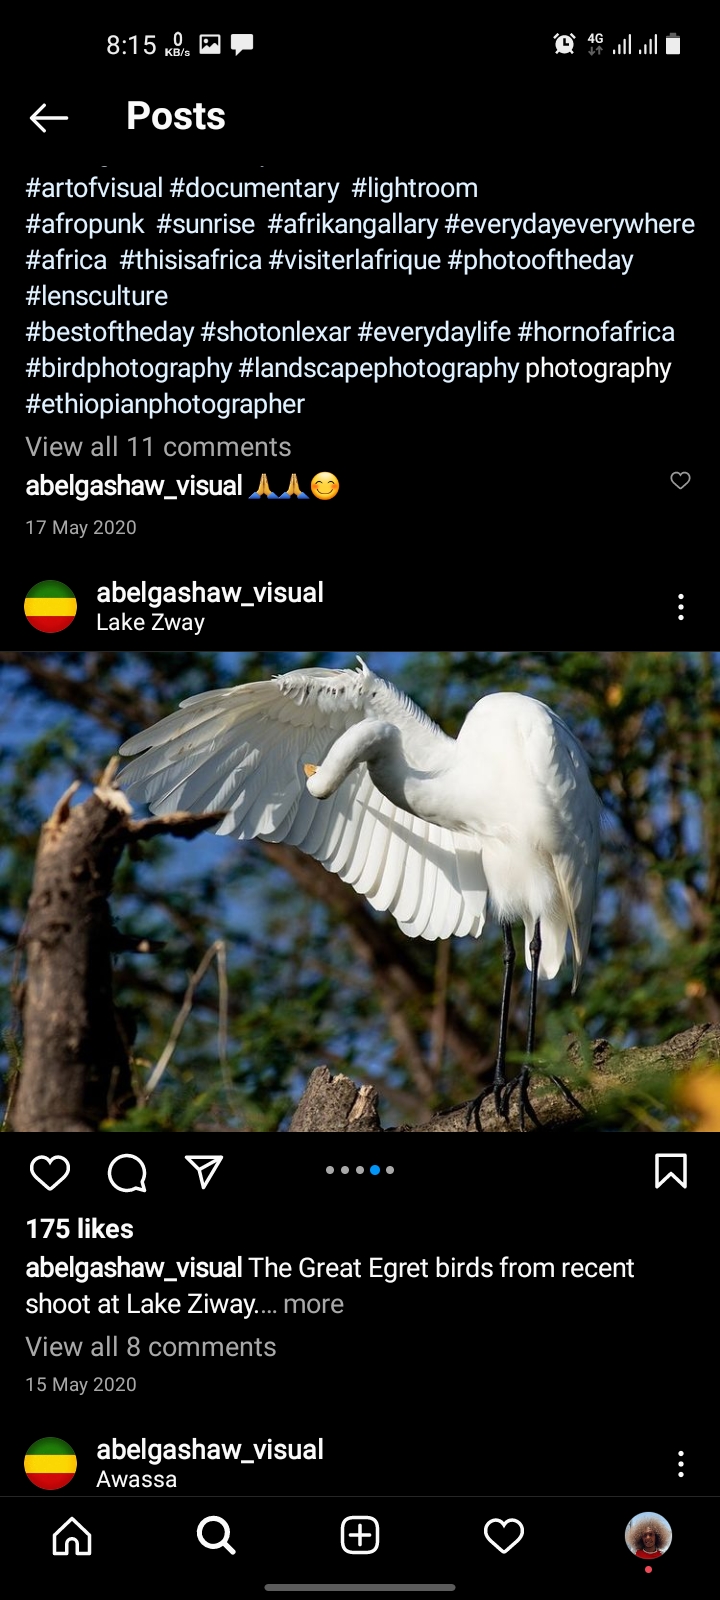 8:15 0 KB/s 4G
Posts
#artofvisual #documentary #lightroom
#afropunk #sunrise #afrikangallary #everydayeverywhere
#africa #thisisafrica #visiterlafrique #photooftheday
#lensculture
#bestoftheday #shotonlexar #everydaylife #hornofafrica
#birdphotography #landscapephotography photography
#ethiopianphotographer
View all 11 comments
abelgashaw_visual 🙏🙏😊
17 May 2020
abelgashaw_visual
Lake Zway
175 likes
abelgashaw_visual The Great Egret birds from recent
shoot at Lake Ziway.... more
View all 8 comments
15 May 2020
abelgashaw_visual
Awassa